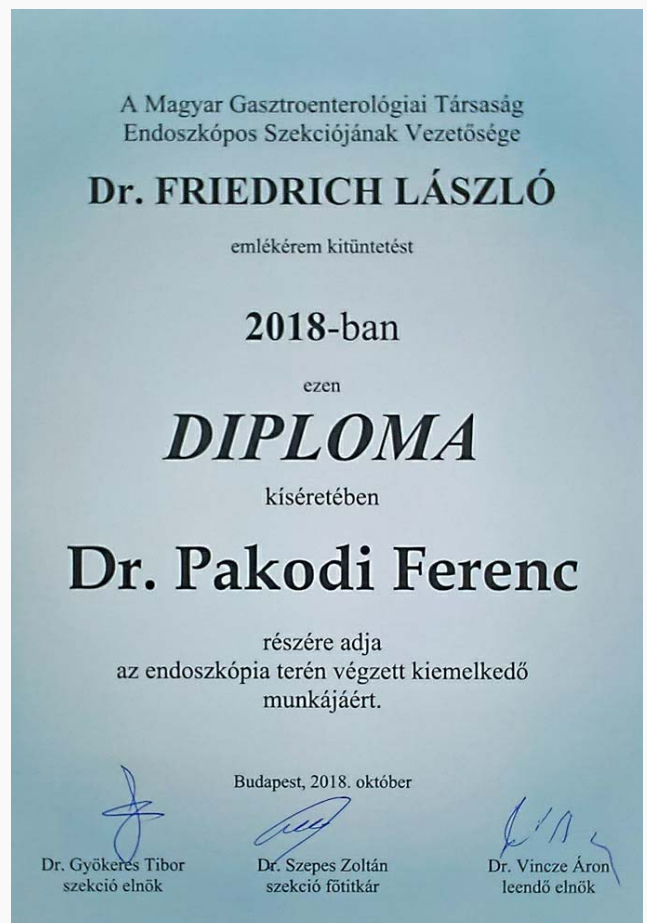 A Magyar Gasztroenterológiai Társaság
Endoszkópos Szekciójának Vezetősége
Dr. FRIEDRICH LÁSZLÓ
emlékérem kitüntetést
2018-ban
ezen
DIPLOMA
kíséretében
Dr. Pakodi Ferenc
részére adja
az endoszkópia terén végzett kiemelkedő
munkájáért.
Budapest, 2018. október
Dr. Gyökeres Tibor Dr. Szepes Zoltán Dr. Vincze Áron
szekció elnök szekció főtitkár leendő elnök